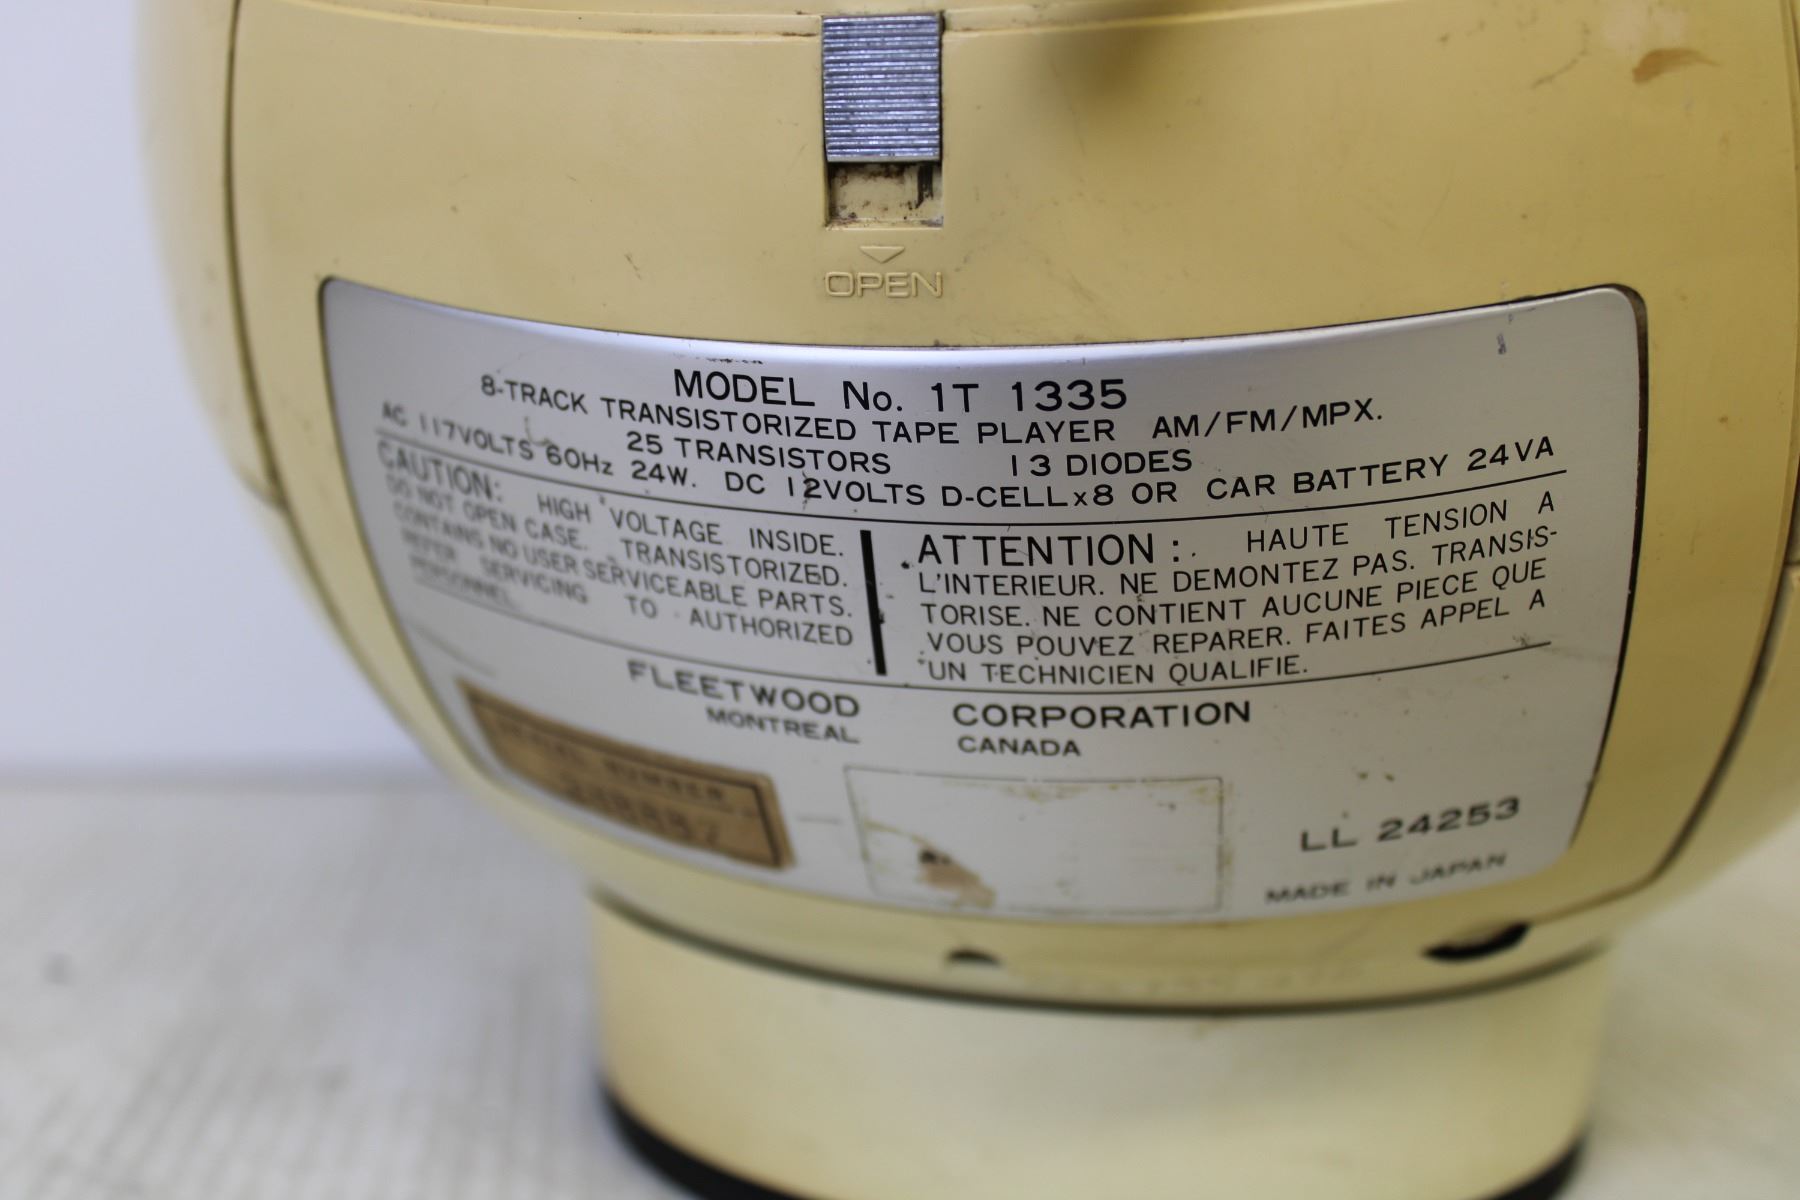 OPEN
MODEL No. 1T 1335
8-TRACK TRANSISTORIZED TAPE PLAYER AM/FM/MPX.
25 TRANSISTORS 13 DIODES
AC 117VOLTS 60Hz 24W. DC 12VOLTS D-CELLx8 OR CAR BATTERY 24VA
CAUTION: HIGH VOLTAGE INSIDE.
DO NOT OPEN CASE. TRANSISTORIZED.
CONTAINS NO USER SERVICEABLE PARTS.
REFER SERVICING TO AUTHORIZED
PERSONNEL.
ATTENTION: HAUTE TENSION A
L'INTERIEUR. NE DEMONTEZ PAS. TRANSIS-
TORISE. NE CONTIENT AUCUNE PIECE QUE
VOUS POUVEZ REPARER. FAITES APPEL A
UN TECHNICIEN QUALIFIE.
FLEETWOOD CORPORATION
MONTREAL CANADA
SERIAL NUMBER
LL 24253
MADE IN JAPAN